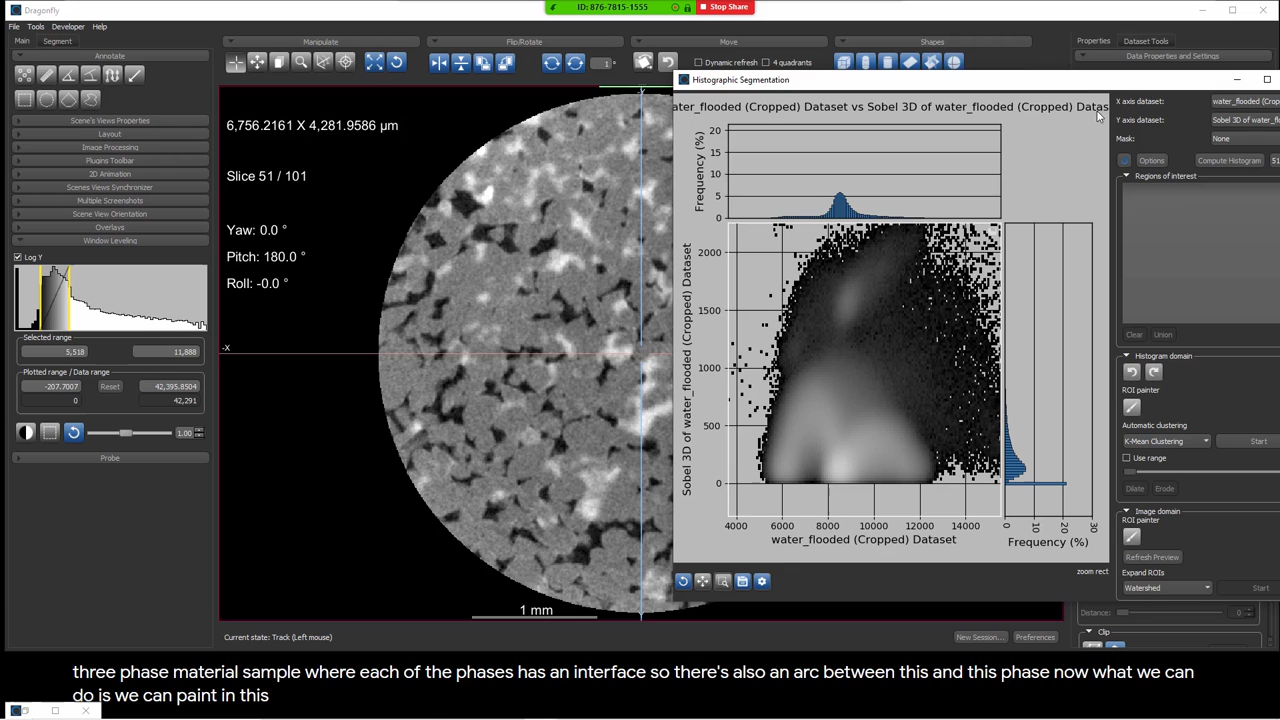 Dragonfly
ID: 876-7815-1555
Stop Share
File Tools Developer Help
Main Segment
Manipulate
Flip/Rotate
Move
Shapes
Properties
Dataset Tools
Annotate
1°
Dynamic refresh
4 quadrants
Data Properties and Settings
Histographic Segmentation
Scene's Views Properties
Layout
Image Processing
Plugins Toolbar
2D Animation
Scenes Views Synchronizer
Multiple Screenshots
Scene View Orientation
Overlays
Window Leveling
Log Y
Selected range
5,518
11,888
Plotted range / Data range
-207.7007
Reset
42,395.8504
0
42,291
1.00
Probe
6,756.2161 X 4,281.9586 µm
Slice 51 / 101
Yaw: 0.0 °
Pitch: 180.0 °
Roll: -0.0 °
-X
-Y
1 mm
Current state: Track (Left mouse)
New Session...
Preferences
ater_flooded (Cropped) Dataset vs Sobel 3D of water_flooded (Cropped) Datas
Frequency (%)
20
15
10
5
0
Sobel 3D of water_flooded (Cropped) Dataset
2000
1500
1000
500
0
4000 6000 8000 10000 12000 14000
water_flooded (Cropped) Dataset
0 10 20 30
Frequency (%)
zoom rect
X axis dataset:
water_flooded (Crop
Y axis dataset:
Sobel 3D of water_fl
Mask:
None
Options
Compute Histogram
51
Regions of interest
Clear
Union
Histogram domain
ROI painter
Automatic clustering
K-Mean Clustering
Start
Use range
Dilate
Erode
Image domain
ROI painter
Refresh Preview
Expand ROIs
Watershed
Start
Distance:
0
Clip
three phase material sample where each of the phases has an interface so there's also an arc between this and this phase now what we can
do is we can paint in this